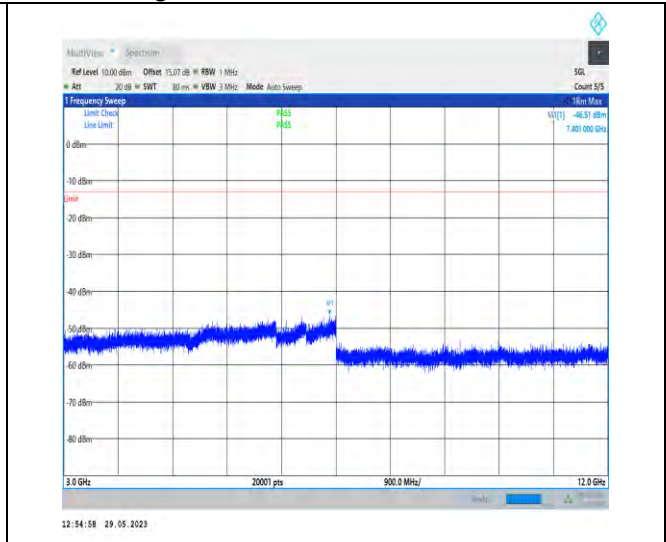 MultiView Spectrum
Ref Level 10.00 dBm Offset 15.07 dB RBW 1 MHz SGL
Att 20 dB SWT 80 ms VBW 3 MHz Mode Auto Sweep Count 5/5
1 Frequency Sweep 1Rm Max
Limit Check PASS M1[1] -46.51 dBm
Line Limit PASS 7.401 000 GHz
0 dBm
-10 dBm
Limit
-20 dBm
-30 dBm
-40 dBm
M1
-50 dBm
-60 dBm
-70 dBm
-80 dBm
3.0 GHz 20001 pts 900.0 MHz/ 12.0 GHz
12:54:58 29.05.2023